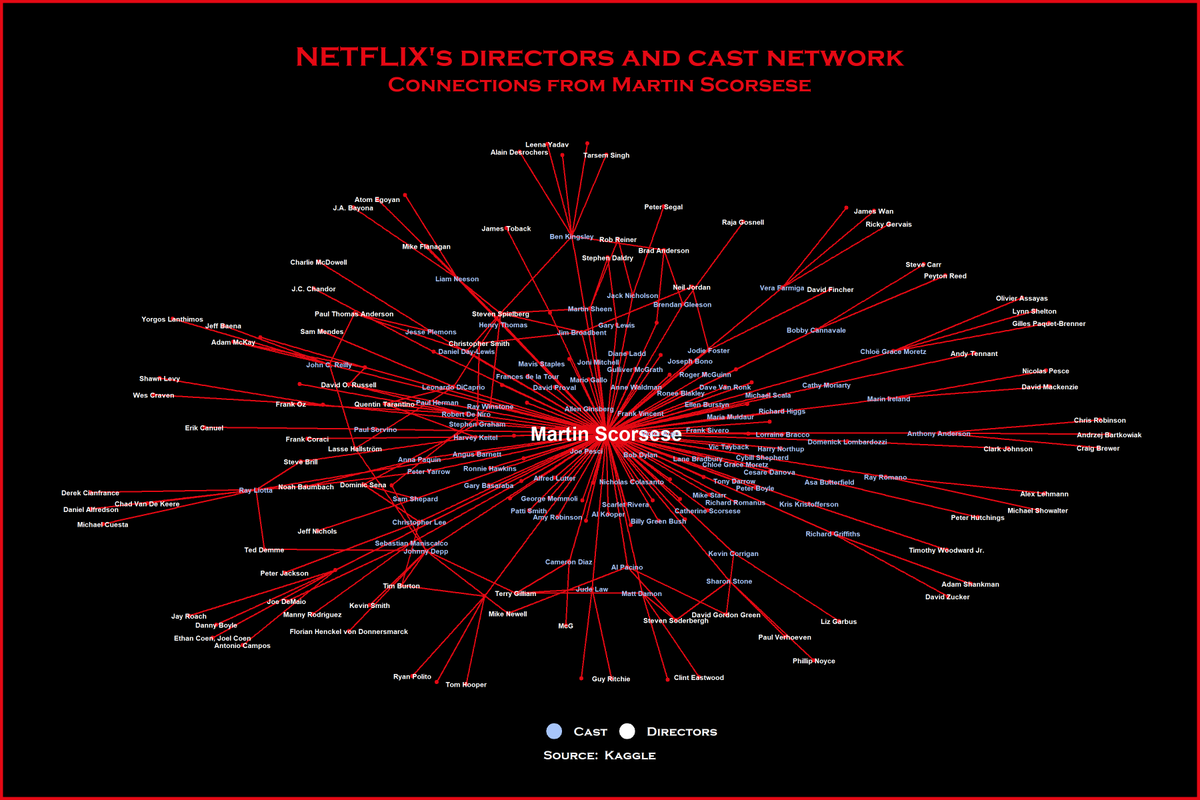 NETFLIX'S DIRECTORS AND CAST NETWORK
CONNECTIONS FROM MARTIN SCORSESE
Leena Yadav
Alain Desrochers
Tarsem Singh
Atom Egoyan
J.A. Bayona
Peter Segal
James Wan
Raja Gosnell
Ricky Gervais
James Toback
Ben Kingsley
Rob Reiner
Mike Flanagan
Brad Anderson
Stephen Daldry
Charlie McDowell
Steve Carr
Peyton Reed
Liam Neeson
J.C. Chandor
Neil Jordan
Vera Farmiga
David Fincher
Jack Nicholson
Olivier Assayas
Brendan Gleeson
Martin Sheen
Lynn Shelton
Paul Thomas Anderson
Steven Spielberg
Yorgos Lanthimos
Jeff Baena
Henry Thomas
Gary Lewis
Gilles Paquet-Brenner
Sam Mendes
Jesse Plemons
Jim Broadbent
Bobby Cannavale
Adam McKay
Christopher Smith
Daniel Day-Lewis
Diane Ladd
Jodie Foster
Chloë Grace Moretz
Andy Tennant
John C. Reilly
Mavis Staples
Joni Mitchell
Joseph Bono
Gulliver McGrath
Nicolas Pesce
Shawn Levy
Frances de la Tour
Mario Gallo
Roger McGuinn
David O. Russell
Leonardo DiCaprio
David Proval
Anne Waldman
Dave Van Ronk
Cathy Moriarty
David Mackenzie
Wes Craven
Ronee Blakley
Michael Scala
Marin Ireland
Frank Oz
Quentin Tarantino
Paul Herman
Ray Winstone
Allen Ginsberg
Ellen Burstyn
Robert De Niro
Frank Vincent
Maria Muldaur
Richard Higgs
Chris Robinson
Erik Canuel
Paul Sorvino
Stephen Graham
Martin Scorsese
Frank Sivero
Lorraine Bracco
Anthony Anderson
Andrzej Bartkowiak
Frank Coraci
Harvey Keitel
Domenick Lombardozzi
Lasse Hallström
Joe Pesci
Vic Tayback
Harry Northup
Clark Johnson
Craig Brewer
Steve Brill
Anna Paquin
Angus Barnett
Bob Dylan
Lane Bradbury
Cybill Shepherd
Chloë Grace Moretz
Peter Yarrow
Ronnie Hawkins
Cesare Danova
Ray Romano
Noah Baumbach
Dominic Sena
Gary Basaraba
Alfred Lutter
Nicholas Colasanto
Tony Darrow
Peter Boyle
Asa Butterfield
Derek Cianfrance
Ray Liotta
Alex Lehmann
Chad Van De Keere
Sam Shepard
George Memmoli
Scarlet Rivera
Mike Starr
Richard Romanus
Kris Kristofferson
Daniel Alfredson
Patti Smith
Al Kooper
Catherine Scorsese
Michael Showalter
Amy Robinson
Billy Green Bush
Peter Hutchings
Michael Cuesta
Christopher Lee
Jeff Nichols
Richard Griffiths
Sebastian Maniscalco
Ted Demme
Johnny Depp
Kevin Corrigan
Timothy Woodward Jr.
Cameron Diaz
Al Pacino
Peter Jackson
Sharon Stone
Tim Burton
Jude Law
Matt Damon
Terry Gilliam
Adam Shankman
David Zucker
Joe DeMaio
Kevin Smith
Jay Roach
Manny Rodriguez
Mike Newell
David Gordon Green
Steven Soderbergh
Liz Garbus
Danny Boyle
McG
Florian Henckel von Donnersmarck
Ethan Coen, Joel Coen
Paul Verhoeven
Antonio Campos
Phillip Noyce
Ryan Polito
Tom Hooper
Guy Ritchie
Clint Eastwood
CAST
DIRECTORS
SOURCE: KAGGLE